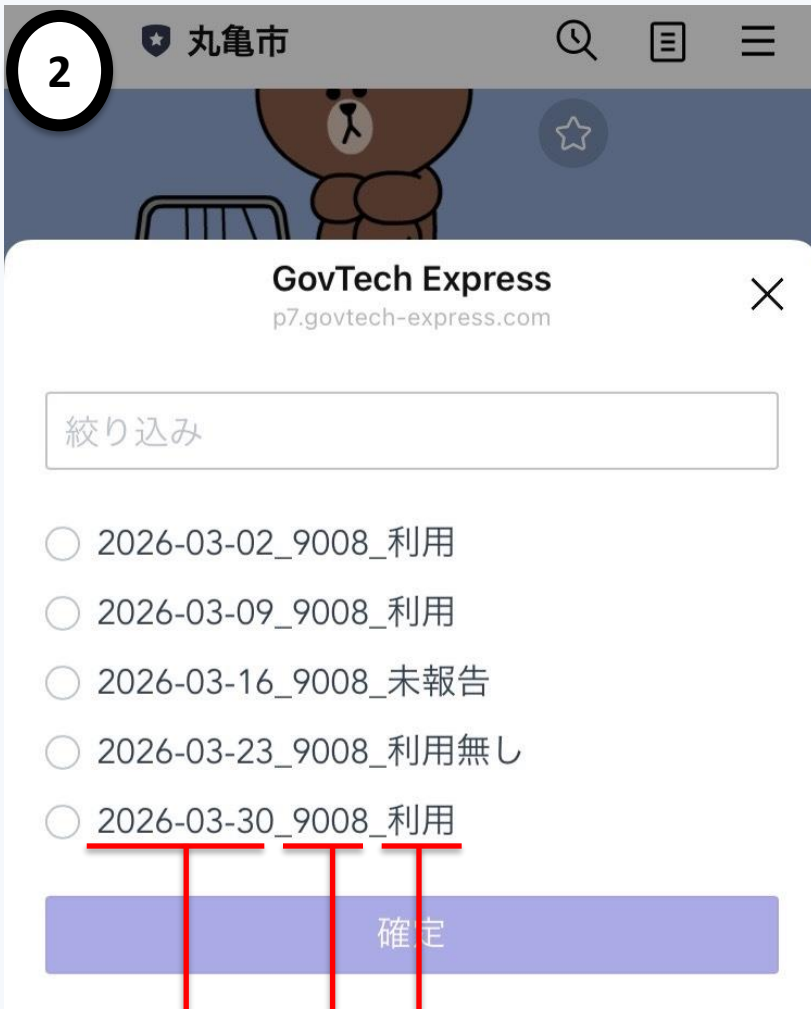 2
丸亀市
GovTech Express
p7.govtech-express.com
絞り込み
2026-03-02_9008_利用
2026-03-09_9008_利用
2026-03-16_9008_未報告
2026-03-23_9008_利用無し
2026-03-30_9008_利用
確定